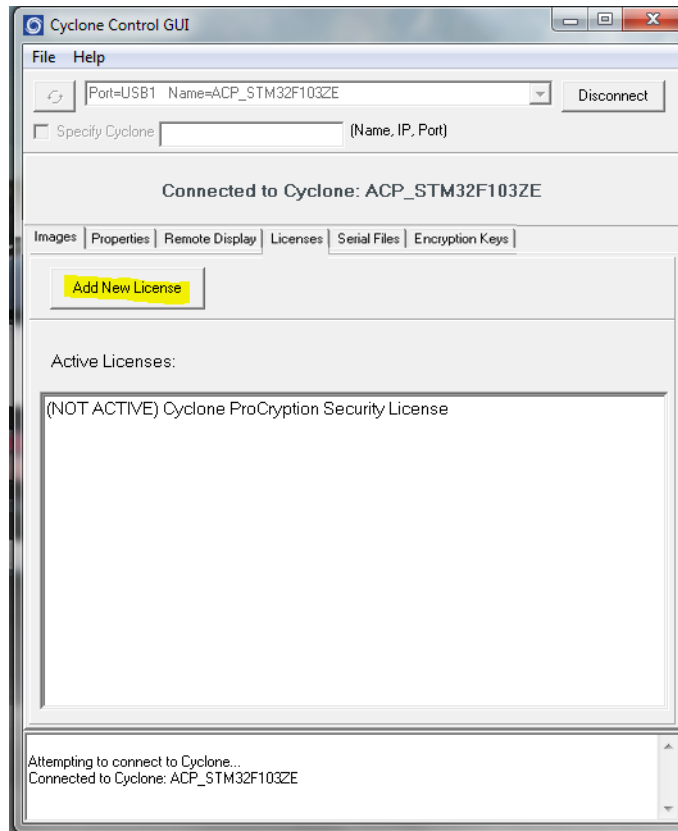 Cyclone Control GUI
File Help
Port=USB1 Name=ACP_STM32F103ZE
Disconnect
Specify Cyclone (Name, IP, Port)
Connected to Cyclone: ACP_STM32F103ZE
Images Properties Remote Display Licenses Serial Files Encryption Keys
Add New License
Active Licenses:
(NOT ACTIVE) Cyclone ProCryption Security License
Attempting to connect to Cyclone...
Connected to Cyclone: ACP_STM32F103ZE